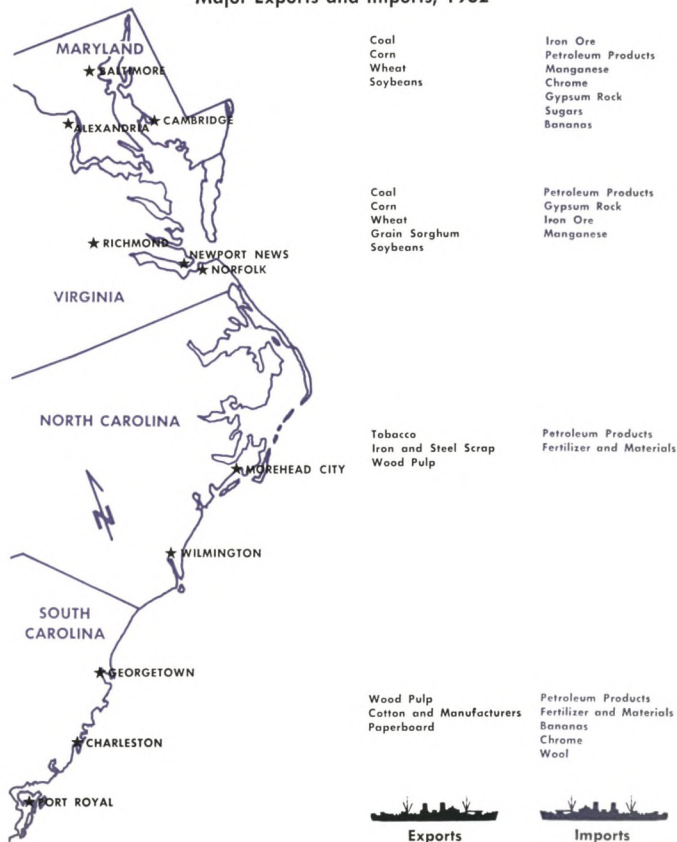 Major Exports and Imports,
MARYLAND
BALTIMORE
ALEXANDRIA
CAMBRIDGE
Coal
Corn
Wheat
Soybeans
Iron Ore
Petroleum Products
Manganese
Chrome
Gypsum Rock
Sugars
Bananas
RICHMOND
NEWPORT NEWS
NORFOLK
VIRGINIA
Coal
Corn
Wheat
Grain Sorghum
Soybeans
Petroleum Products
Gypsum Rock
Iron Ore
Manganese
NORTH CAROLINA
MOREHEAD CITY
N
WILMINGTON
Tobacco
Iron and Steel Scrap
Wood Pulp
Petroleum Products
Fertilizer and Materials
SOUTH
CAROLINA
GEORGETOWN
CHARLESTON
PORT ROYAL
Wood Pulp
Cotton and Manufacturers
Paperboard
Petroleum Products
Fertilizer and Materials
Bananas
Chrome
Wool
Exports
Imports